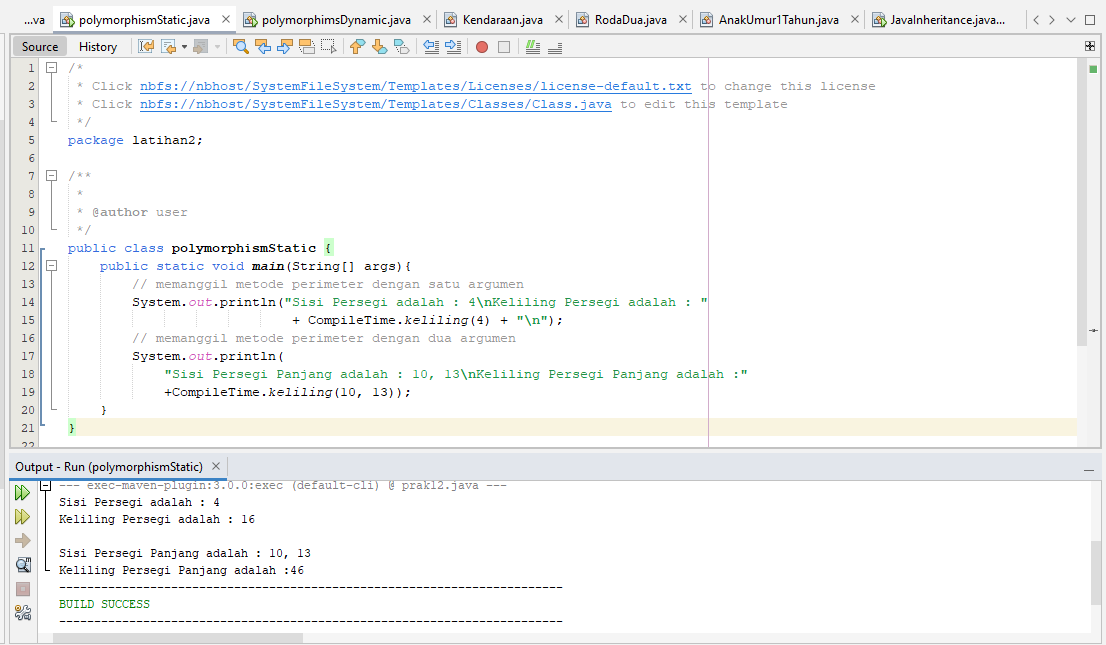 ...va polymorphismStatic.java polymorphimsDynamic.java Kendaraan.java RodaDua.java AnakUmur1Tahun.java JavaInheritance.java...
Source History
1 /*
2 * Click nbfs://nbhost/SystemFileSystem/Templates/Licenses/license-default.txt to change this license
3 * Click nbfs://nbhost/SystemFileSystem/Templates/Classes/Class.java to edit this template
4 */
5 package latihan2;
6
7 /**
8 *
9 * @author user
10 */
11 public class polymorphismStatic {
12 public static void main(String[] args){
13 // memanggil metode perimeter dengan satu argumen
14 System.out.println("Sisi Persegi adalah : 4\nKeliling Persegi adalah : "
15 + CompileTime.keliling(4) + "\n");
16 // memanggil metode perimeter dengan dua argumen
17 System.out.println(
18 "Sisi Persegi Panjang adalah : 10, 13\nKeliling Persegi Panjang adalah :"
19 +CompileTime.keliling(10, 13));
20 }
21 }
22
Output - Run (polymorphismStatic)
--- exec-maven-plugin:3.0.0:exec (default-cli) @ prak12.java ---
Sisi Persegi adalah : 4
Keliling Persegi adalah : 16
Sisi Persegi Panjang adalah : 10, 13
Keliling Persegi Panjang adalah :46
------------------------------------------------------------------------
BUILD SUCCESS
------------------------------------------------------------------------